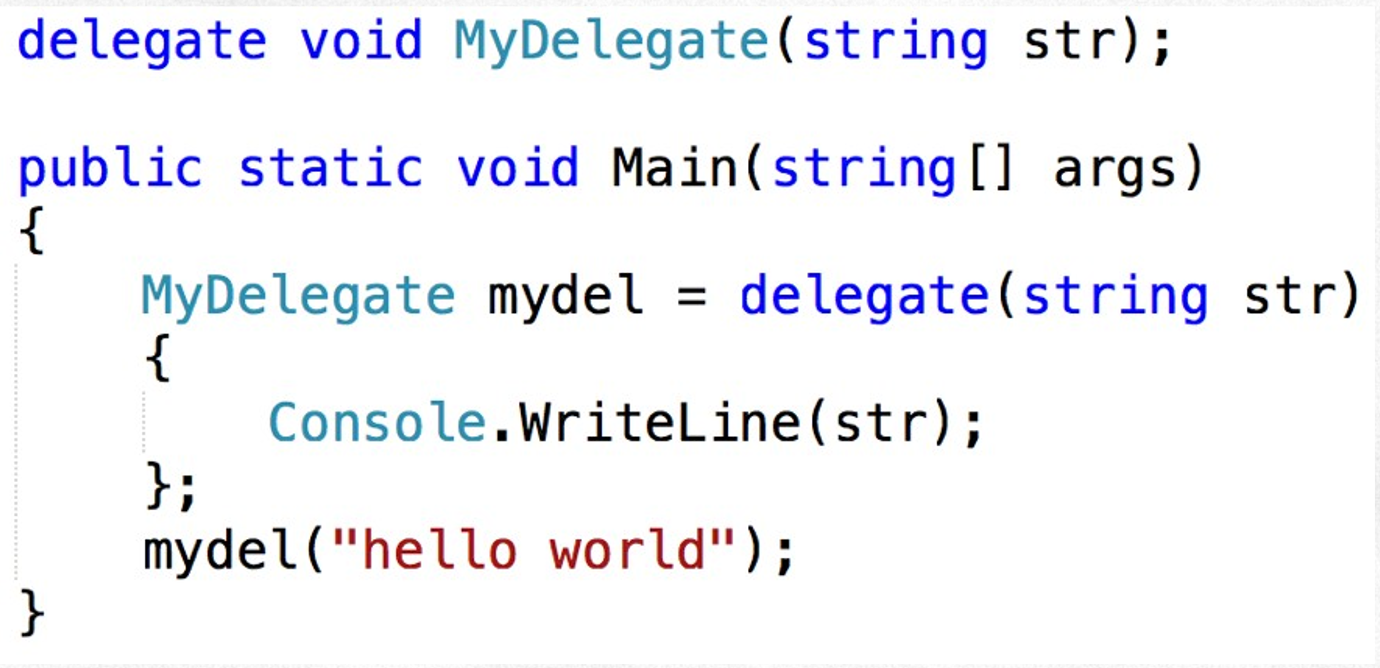 delegate void MyDelegate(string str);
public static void Main(string[] args)
{
MyDelegate mydel = delegate(string str)
{
Console.WriteLine(str);
};
mydel("hello world");
}